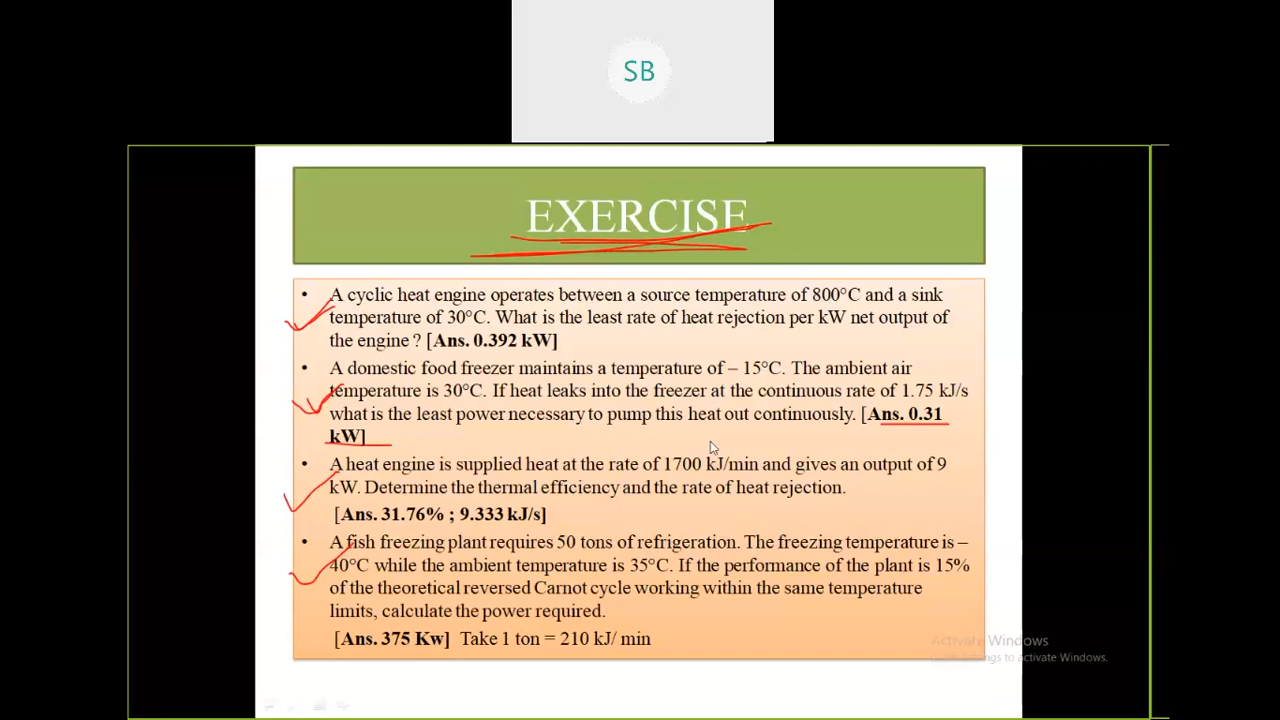 SB
EXERCISE
• A cyclic heat engine operates between a source temperature of 800°C and a sink
temperature of 30°C. What is the least rate of heat rejection per kW net output of
the engine ? [Ans. 0.392 kW]
• A domestic food freezer maintains a temperature of – 15°C. The ambient air
temperature is 30°C. If heat leaks into the freezer at the continuous rate of 1.75 kJ/s
what is the least power necessary to pump this heat out continuously. [Ans. 0.31
kW]
• A heat engine is supplied heat at the rate of 1700 kJ/min and gives an output of 9
kW. Determine the thermal efficiency and the rate of heat rejection.
[Ans. 31.76% ; 9.333 kJ/s]
• A fish freezing plant requires 50 tons of refrigeration. The freezing temperature is –
40°C while the ambient temperature is 35°C. If the performance of the plant is 15%
of the theoretical reversed Carnot cycle working within the same temperature
limits, calculate the power required.
[Ans. 375 Kw] Take 1 ton = 210 kJ/ min
Activate Windows
to activate Windows.